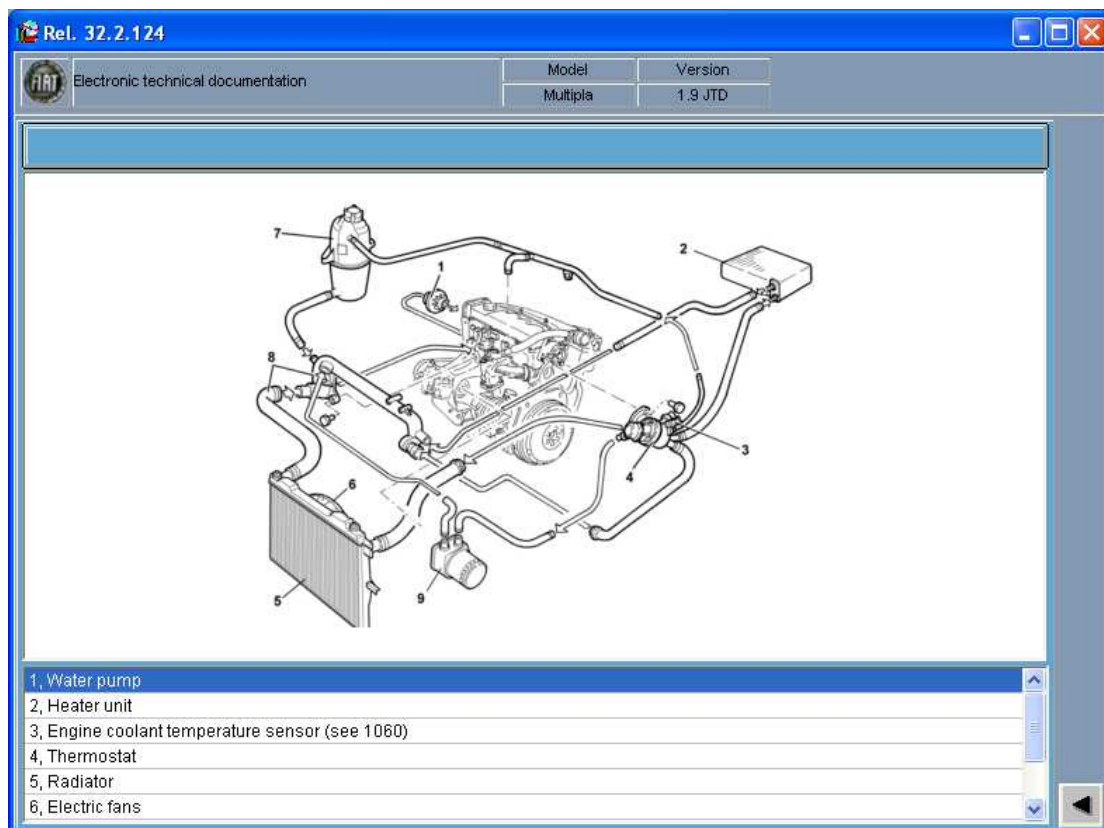 Rel. 32.2.124
FIAT
Electronic technical documentation
Model
Version
Multipla
1.9 JTD
7
2
1
8
3
4
6
5
9
1, Water pump
2, Heater unit
3, Engine coolant temperature sensor (see 1060)
4, Thermostat
5, Radiator
6, Electric fans